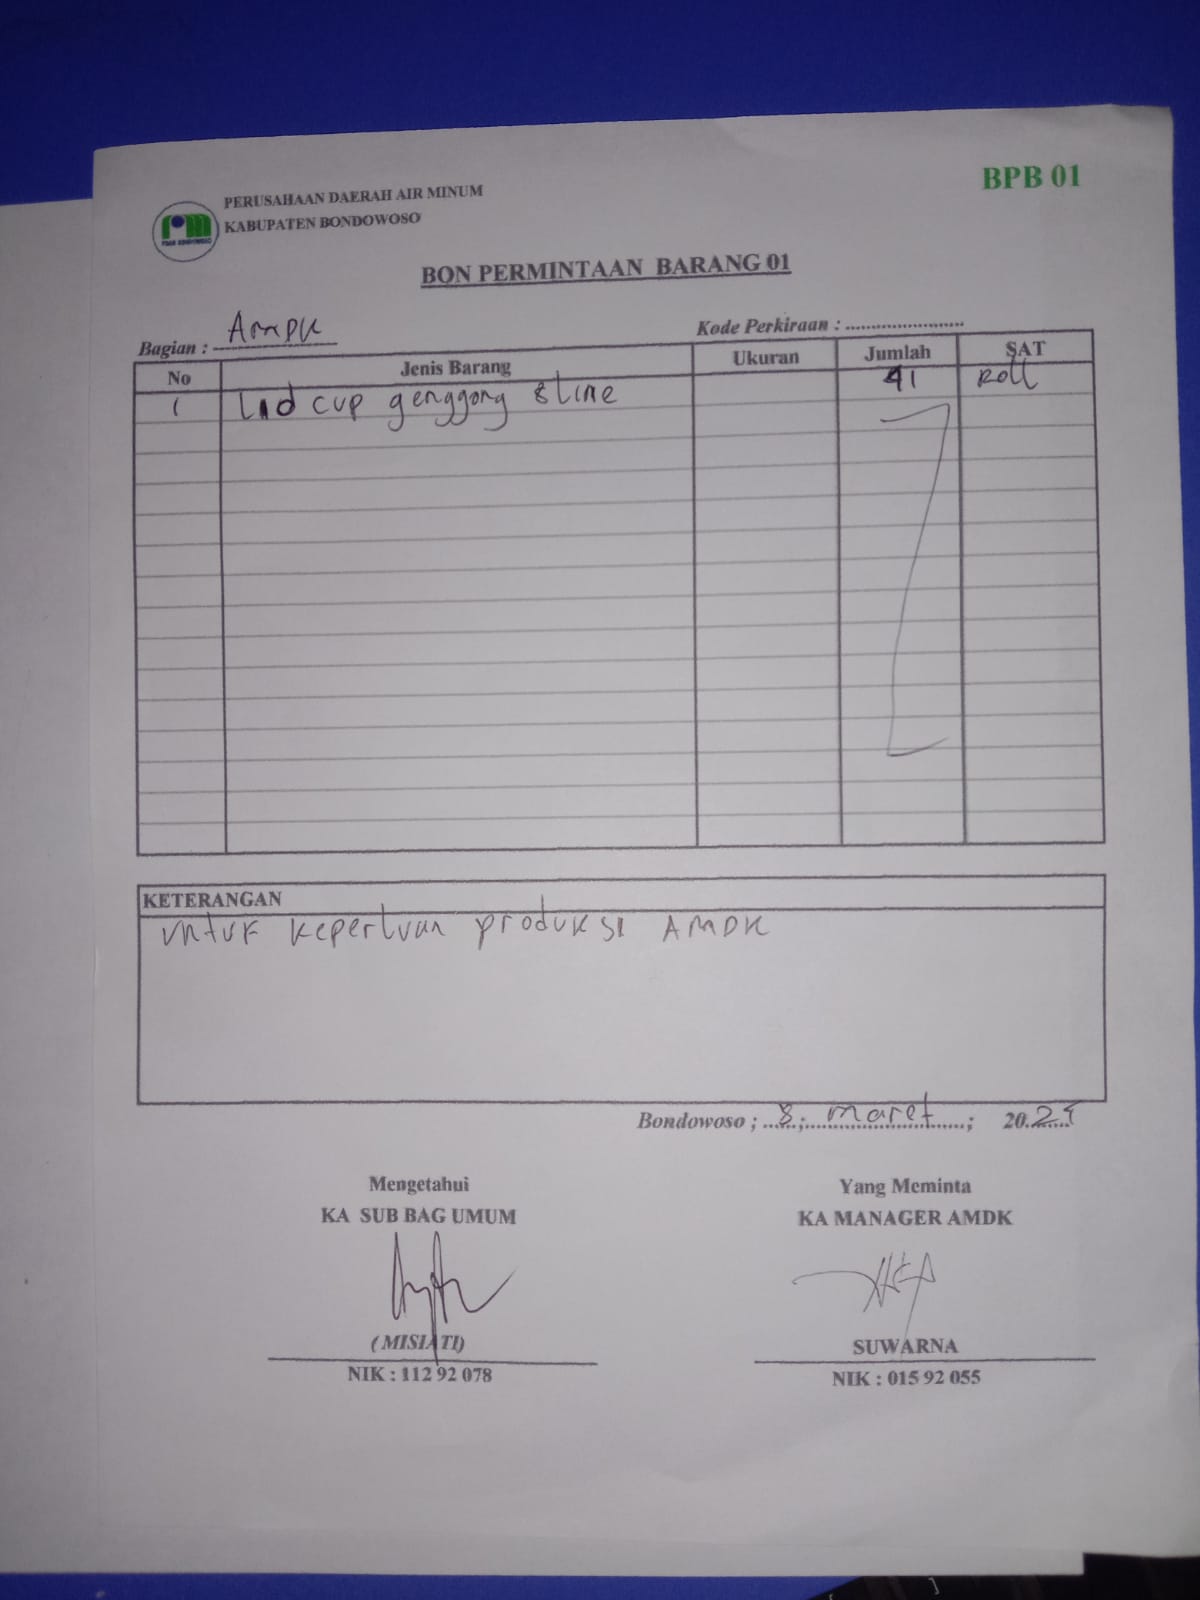 PERUSAHAAN DAERAH AIR MINUM
KABUPATEN BONDOWOSO
BPB 01
BON PERMINTAAN BARANG 01
Bagian : AMDK
Kode Perkiraan : ........................
No Jenis Barang Ukuran Jumlah SAT
1 Lid cup genggong 8 line 41 Roll
KETERANGAN
untuk keperluan produksi AMDK
Bondowoso ; 8 ; maret ; 20
Mengetahui
KA SUB BAG UMUM
(MISIATI)
NIK : 112 92 078
Yang Meminta
KA MANAGER AMDK
SUWARNA
NIK : 015 92 055